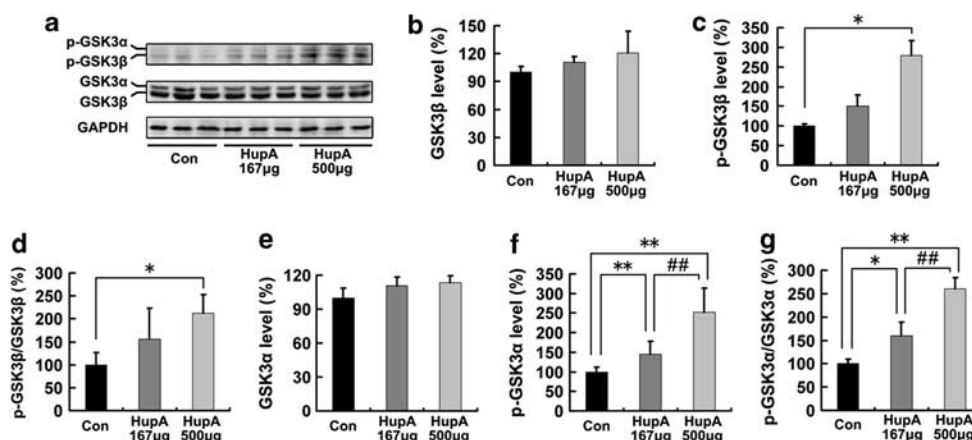 a
p-GSK3α
p-GSK3β
GSK3α
GSK3β
GAPDH
Con
HupA
167μg
HupA
500μg
b
GSK3β level (%)
150
120
90
60
30
0
Con
HupA
167μg
HupA
500μg
c
p-GSK3β level (%)
350
300
250
200
150
100
50
0
*
Con
HupA
167μg
HupA
500μg
d
p-GSK3β/GSK3β (%)
300
250
200
150
100
50
0
*
Con
HupA
167μg
HupA
500μg
e
GSK3α level (%)
120
90
60
30
0
Con
HupA
167μg
HupA
500μg
f
p-GSK3α level (%)
350
300
250
200
150
100
50
0
**
**
##
Con
HupA
167μg
HupA
500μg
g
p-GSK3α/GSK3α (%)
300
250
200
150
100
50
0
**
*
##
Con
HupA
167μg
HupA
500μg